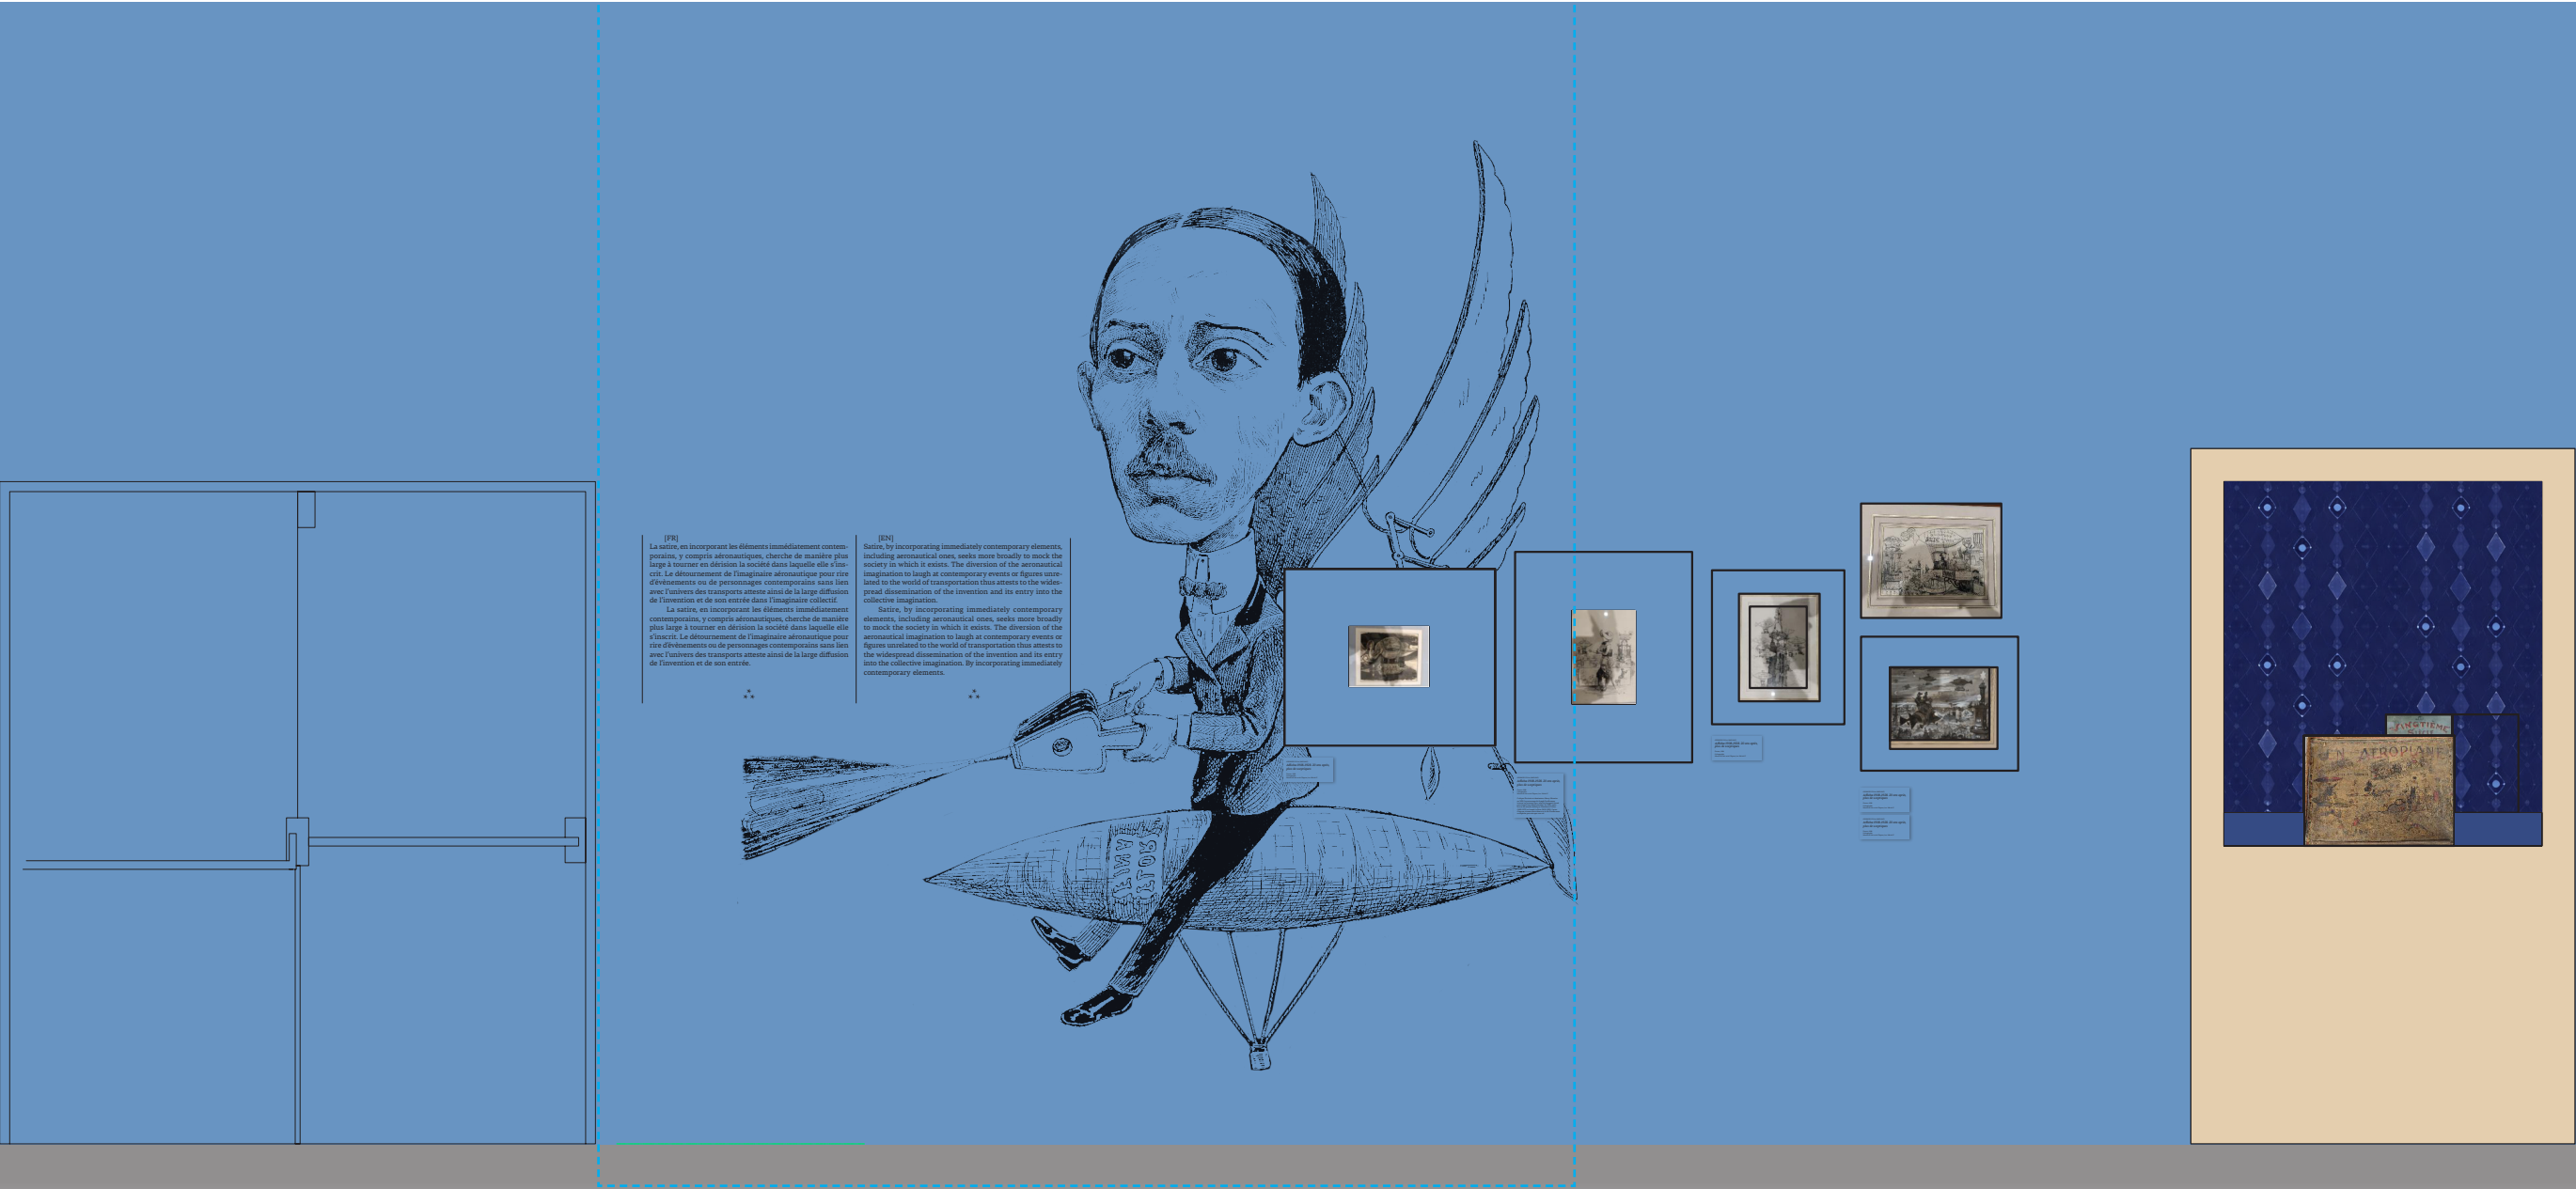 [FR]
La satire, en incorporant les éléments immédiatement contem-
porains, y compris aéronautiques, cherche de manière plus
large à tourner en dérision la société dans laquelle elle s'ins-
crit. Le détournement de l'imaginaire aéronautique pour rire
d'évènements ou de personnages contemporains sans lien
avec l'univers des transports atteste ainsi de la large diffusion
de l'invention et de son entrée dans l'imaginaire collectif.
La satire, en incorporant les éléments immédiatement
contemporains, y compris aéronautiques, cherche de manière
plus large à tourner en dérision la société dans laquelle elle
s'inscrit. Le détournement de l'imaginaire aéronautique pour
rire d'évènements ou de personnages contemporains sans lien
avec l'univers des transports atteste ainsi de la large diffusion
de l'invention et de son entrée.
[EN]
Satire, by incorporating immediately contemporary elements,
including aeronautical ones, seeks more broadly to mock the
society in which it exists. The diversion of the aeronautical
imagination to laugh at contemporary events or figures unre-
lated to the world of transportation thus attests to the wides-
pread dissemination of the invention and its entry into the
collective imagination.
Satire, by incorporating immediately contemporary
elements, including aeronautical ones, seeks more broadly
to mock the society in which it exists. The diversion of the
aeronautical imagination to laugh at contemporary events or
figures unrelated to the world of transportation thus attests to
the widespread dissemination of the invention and its entry
into the collective imagination. By incorporating immediately
contemporary elements.
VINGTIÈME
SIÈCLE
EN AÉROPLANE